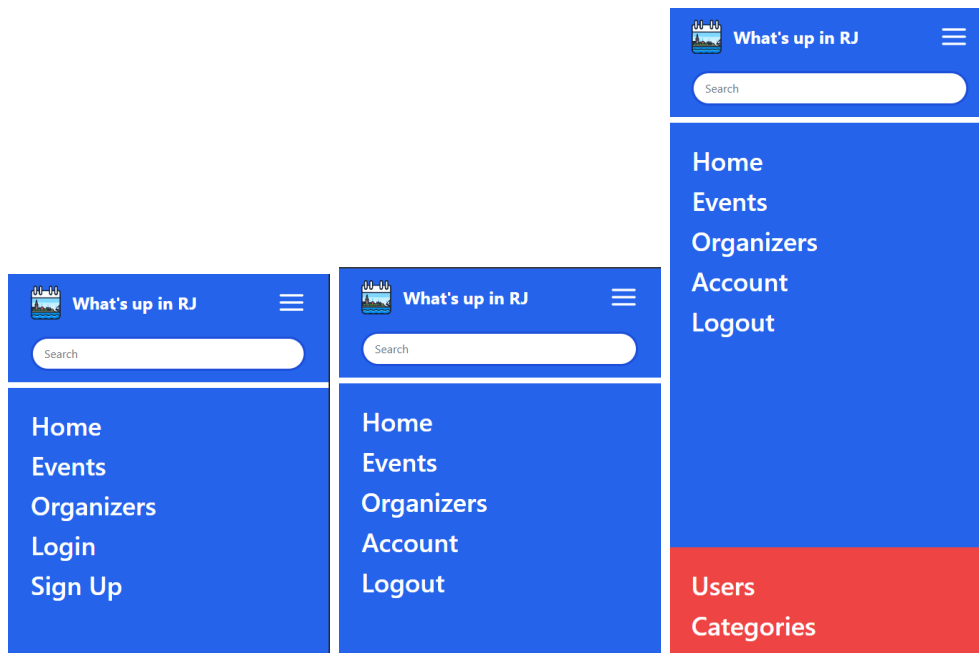 What's up in RJ
Search
Home
Events
Organizers
Login
Sign Up
What's up in RJ
Search
Home
Events
Organizers
Account
Logout
What's up in RJ
Search
Home
Events
Organizers
Account
Logout
Users
Categories